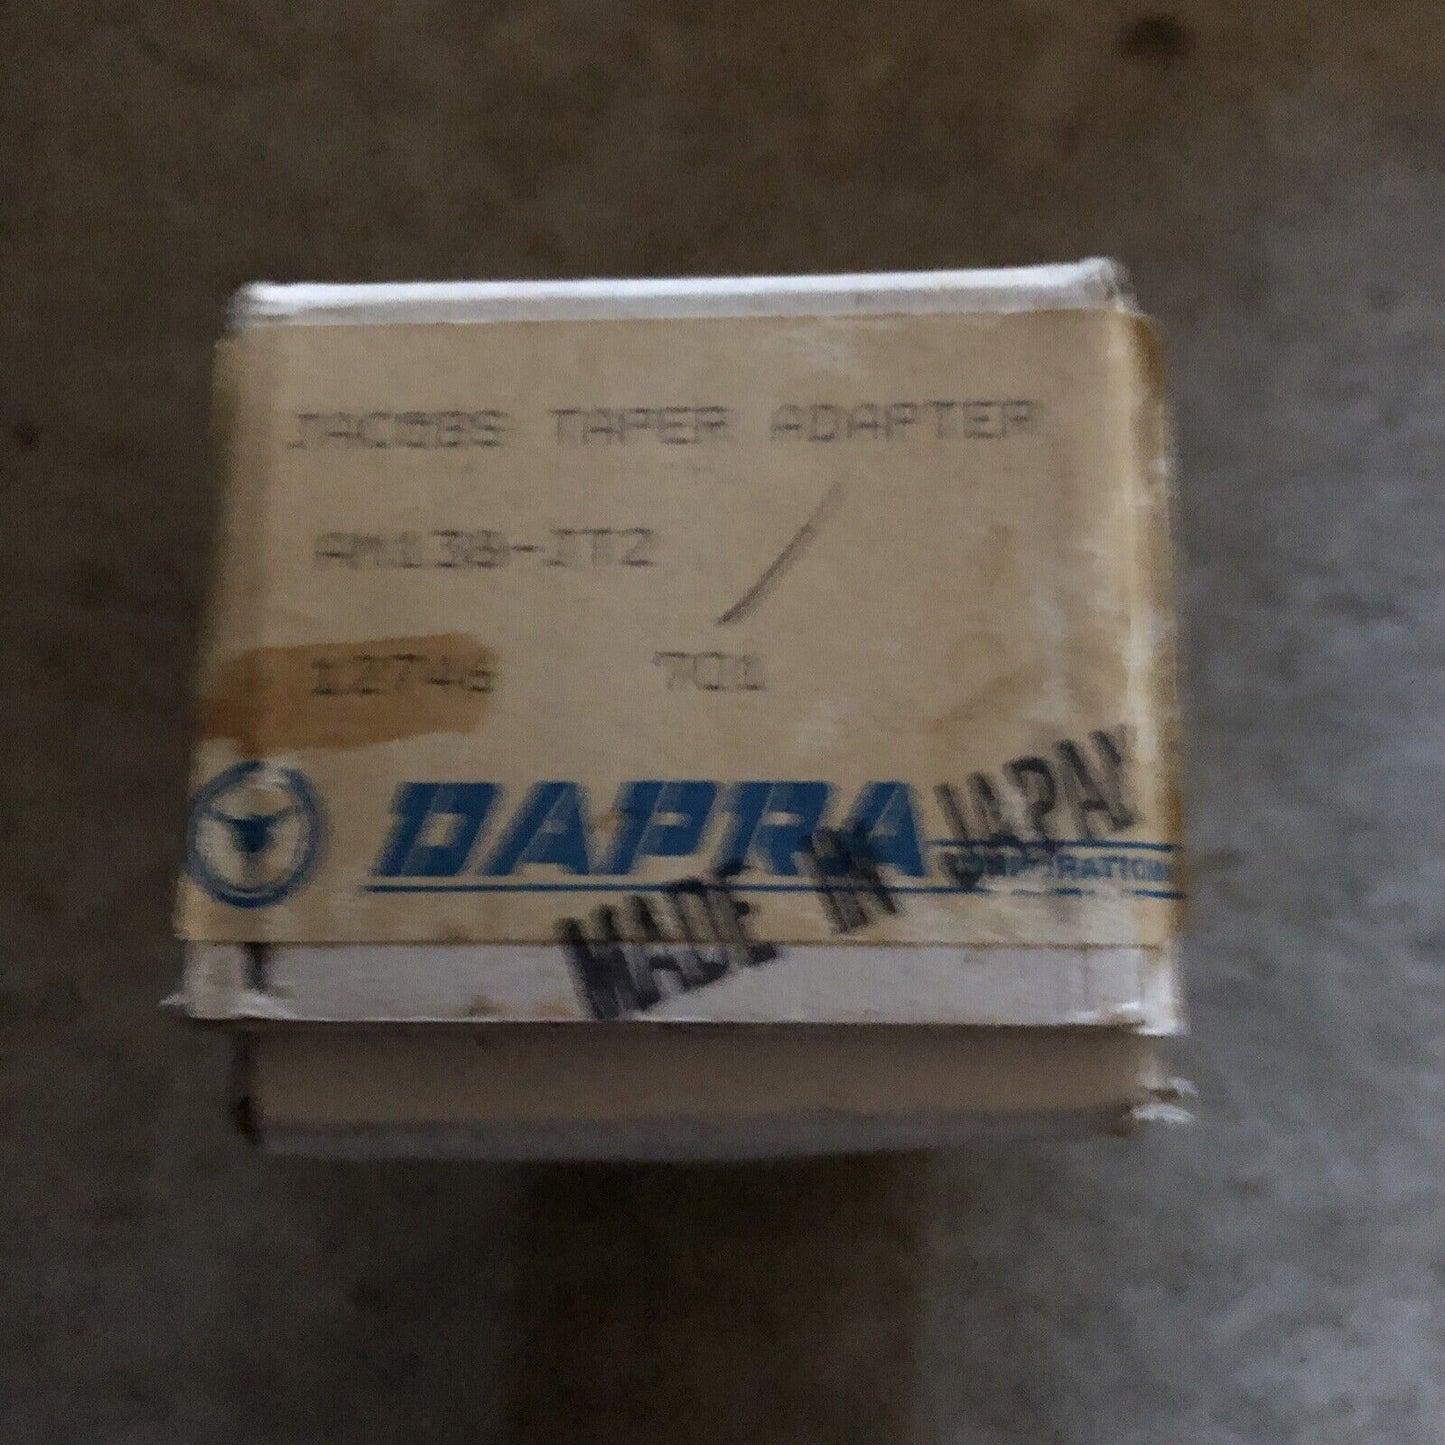 JACOBS TAPER ADAPTER
AM138-JT2
12746 701
DAPRA
CORPORATION
MADE IN JAPAN